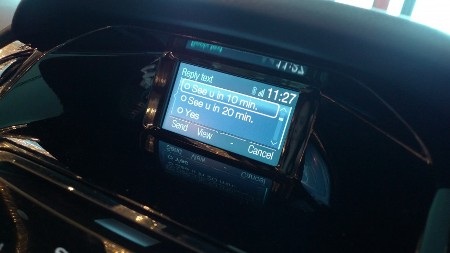 Reply text
11:27
See u in 10 min.
See u in 20 min.
Yes
Send View Cancel